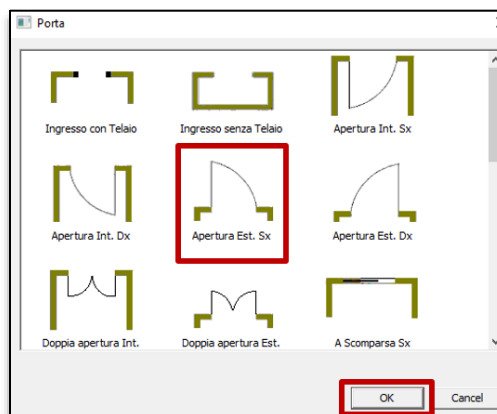 Porta
Ingresso con Telaio
Ingresso senza Telaio
Apertura Int. Sx
Apertura Int. Dx
Apertura Est. Sx
Apertura Est. Dx
Doppia apertura Int.
Doppia apertura Est.
A Scomparsa Sx
OK
Cancel